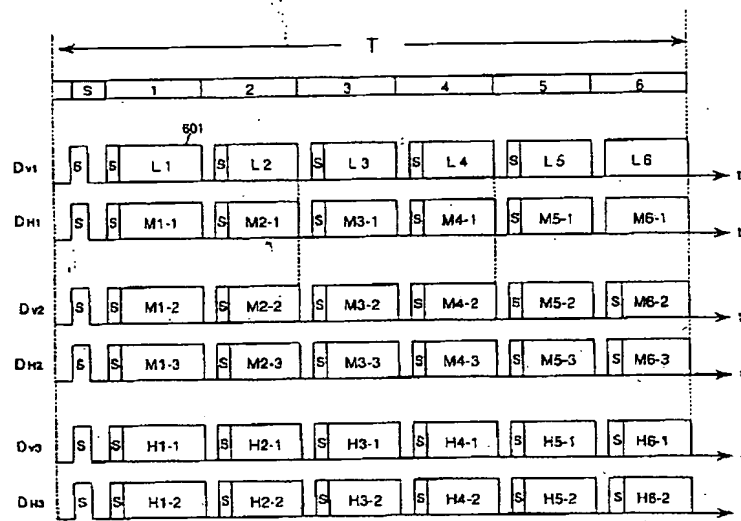 T
S 1 2 3 4 5 6
601
DV1 S S L1 S L2 S L3 S L4 S L5 L6
DH1 S S M1-1 S M2-1 S M3-1 S M4-1 S M5-1 M6-1
DV2 S S M1-2 S M2-2 S M3-2 S M4-2 S M5-2 S M6-2
DH2 S S M1-3 S M2-3 S M3-3 S M4-3 S M5-3 S M6-3
DV3 S S H1-1 S H2-1 S H3-1 S H4-1 S H5-1 S H6-1
DH3 S S H1-2 S H2-2 S H3-2 S H4-2 S H5-2 S H6-2